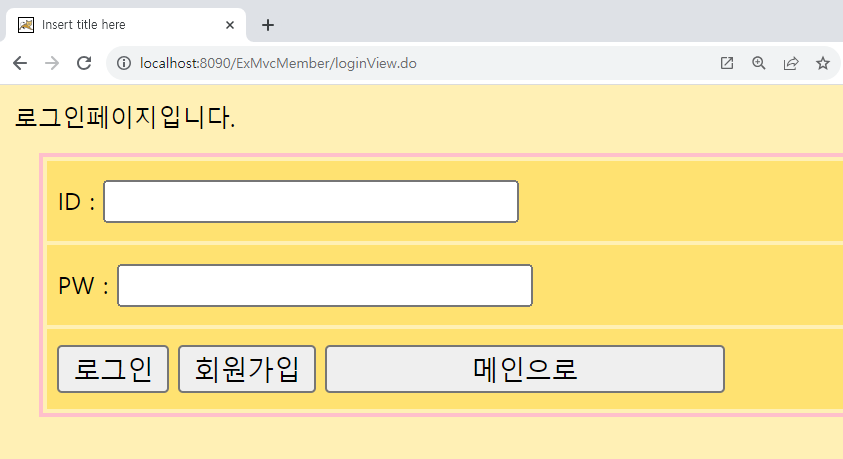 Insert title here
localhost:8090/ExMvcMember/loginView.do
로그인페이지입니다.
ID :
PW :
로그인 회원가입 메인으로